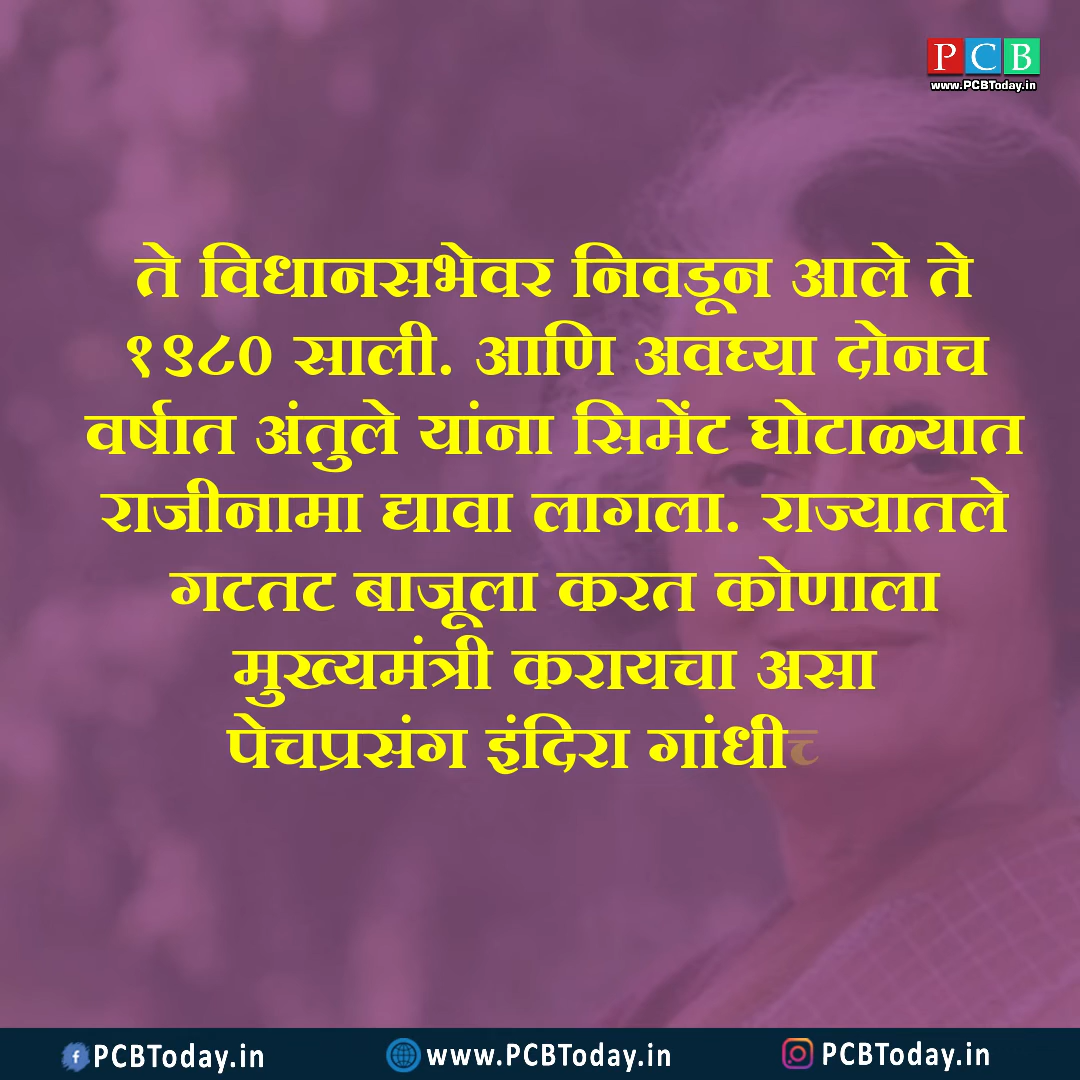 P C B
www.PCBToday.in
ते विधानसभेवर निवडून आले ते
१९८० साली. आणि अवघ्या दोनच
वर्षात अंतुले यांना सिमेंट घोटाळ्यात
राजीनामा द्यावा लागला. राज्यातले
गटतट बाजूला करत कोणाला
मुख्यमंत्री करायचा असा
पेचप्रसंग इंदिरा गांधीच
PCBToday.in www.PCBToday.in PCBToday.in